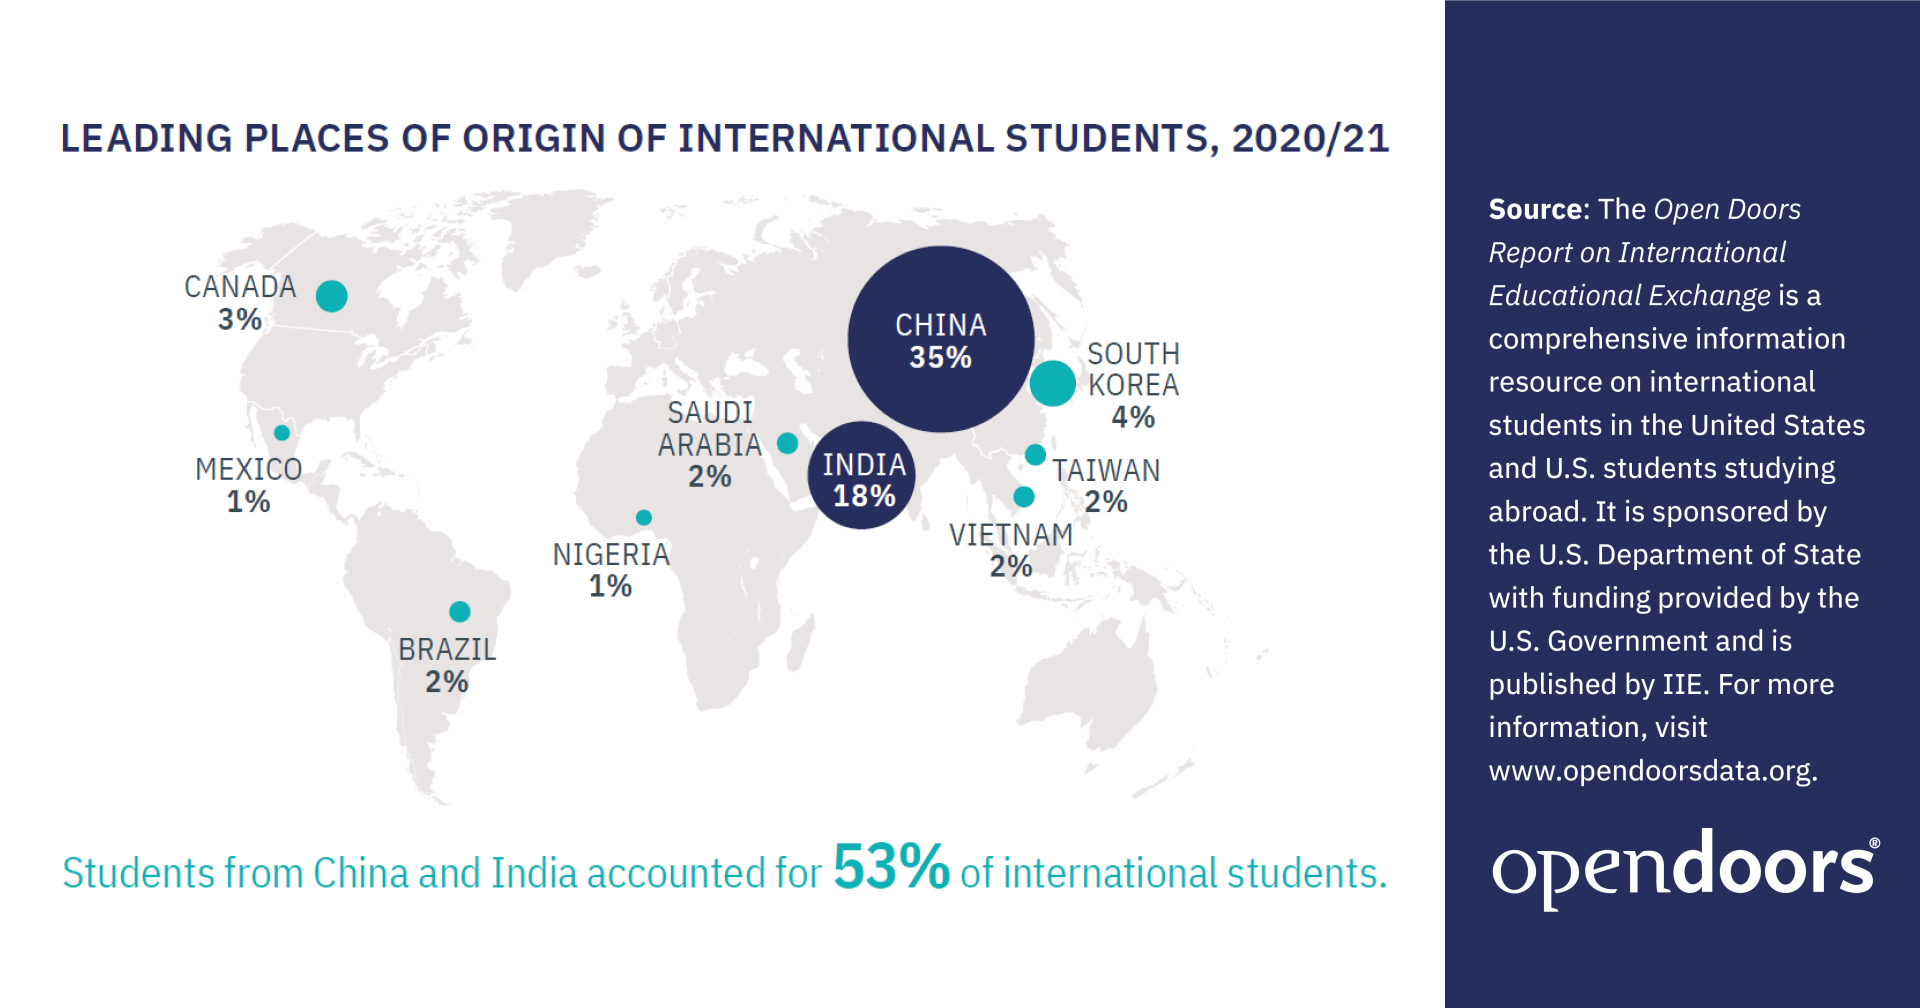 LEADING PLACES OF ORIGIN OF INTERNATIONAL STUDENTS, 2020/21
CANADA
3%
CHINA
35%
SOUTH
KOREA
4%
SAUDI
ARABIA
2%
INDIA
18%
MEXICO
1%
TAIWAN
2%
VIETNAM
2%
NIGERIA
1%
BRAZIL
2%
Students from China and India accounted for 53% of international students.
Source: The Open Doors
Report on International
Educational Exchange is a
comprehensive information
resource on international
students in the United States
and U.S. students studying
abroad. It is sponsored by
the U.S. Department of State
with funding provided by the
U.S. Government and is
published by IIE. For more
information, visit
www.opendoorsdata.org.
opendoors®